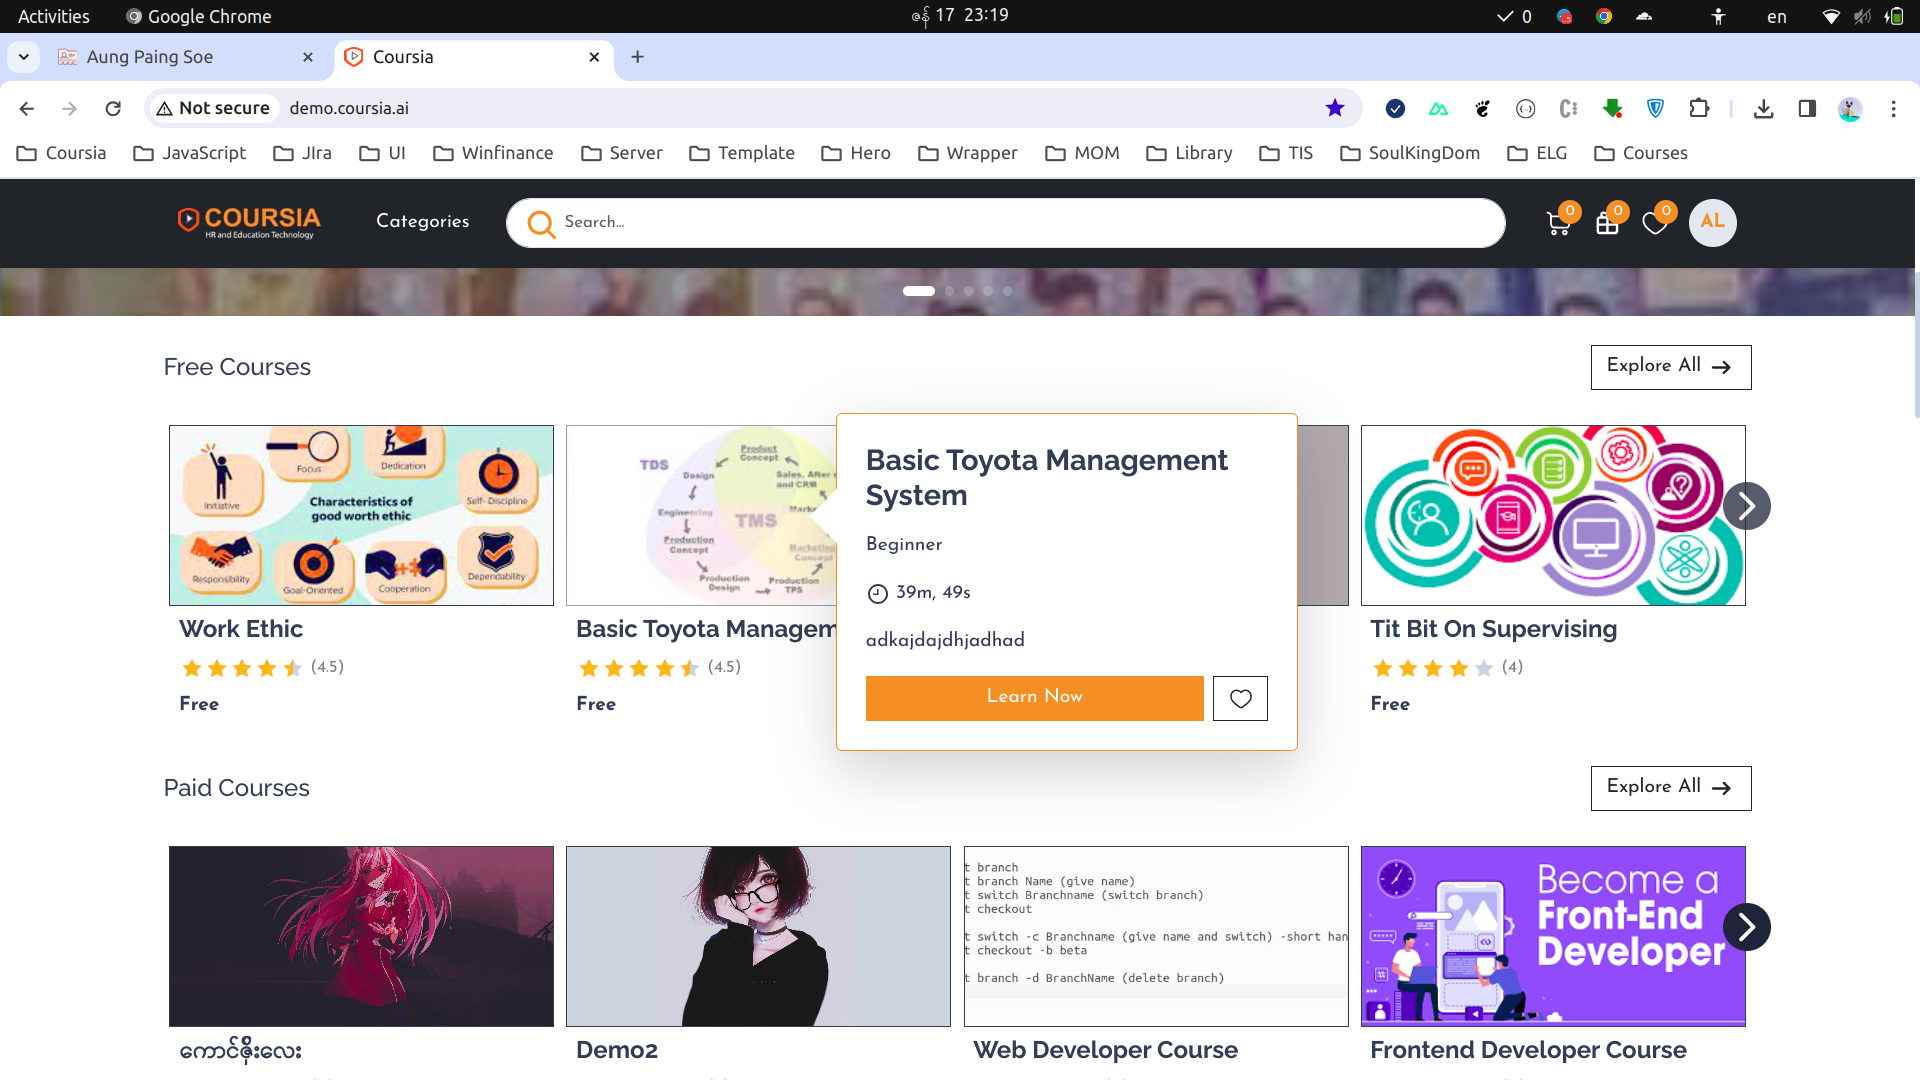 Activities
Google Chrome
ဇန် 17 23:19
0
en
Aung Paing Soe
Coursia
Not secure
demo.coursia.ai
Coursia
JavaScript
JIra
UI
Winfinance
Server
Template
Hero
Wrapper
MOM
Library
TIS
SoulKingDom
ELG
Courses
COURSIA
HR and Education Technology
Categories
Search...
0
0
0
AL
Free Courses
Explore All
Initiative
Focus
Dedication
Self- Discipline
Characteristics of
good worth ethic
Responsibility
Goal-Oriented
Cooperation
Dependability
Work Ethic
(4.5)
Free
TDS
Product
Concept
Design
Sales, After
and CRM
Engineering
TMS
Production
Concept
Marketing
Concept
Production
Design
Production
TPS
Basic Toyota Managem
(4.5)
Free
Basic Toyota Management
System
Beginner
39m, 49s
adkajdajdhjadhad
Learn Now
Tit Bit On Supervising
(4)
Free
Paid Courses
Explore All
ကောင်ဇိုးလေး
Demo2
t branch
t branch Name (give name)
t switch Branchname (switch branch)
t checkout
t switch -c Branchname (give name and switch) -short han
t checkout -b beta
t branch -d BranchName (delete branch)
Web Developer Course
Become a
Front-End
Developer
Frontend Developer Course